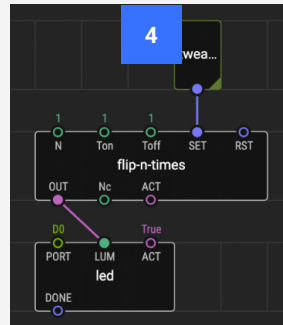 4
twea...
1 1 1
N Ton Toff SET RST
flip-n-times
OUT Nc ACT
D0 True
PORT LUM ACT
led
DONE